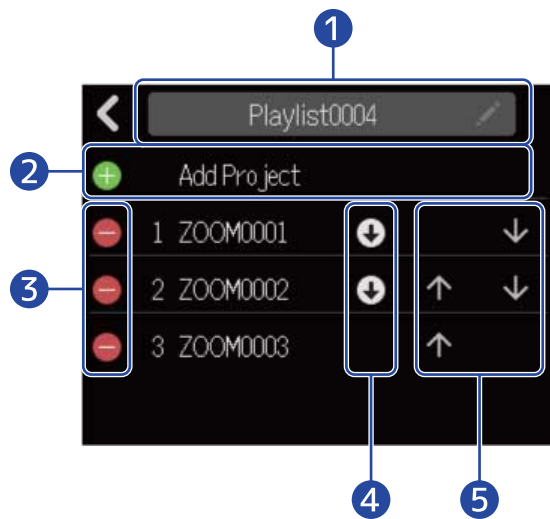 1
Playlist0004
2
Add Project
3
1 ZOOM0001
2 ZOOM0002
3 ZOOM0003
4 5